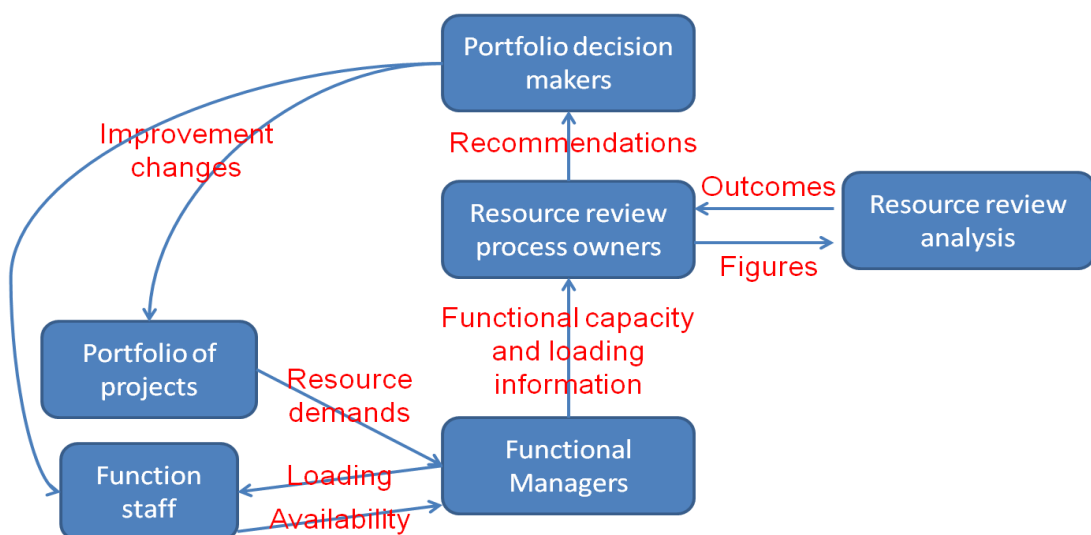 Portfolio decision
makers
Improvement
changes
Recommendations
Resource review
process owners
Outcomes
Figures
Resource review
analysis
Functional capacity
and loading
information
Portfolio of
projects
Resource
demands
Functional
Managers
Loading
Availability
Function
staff